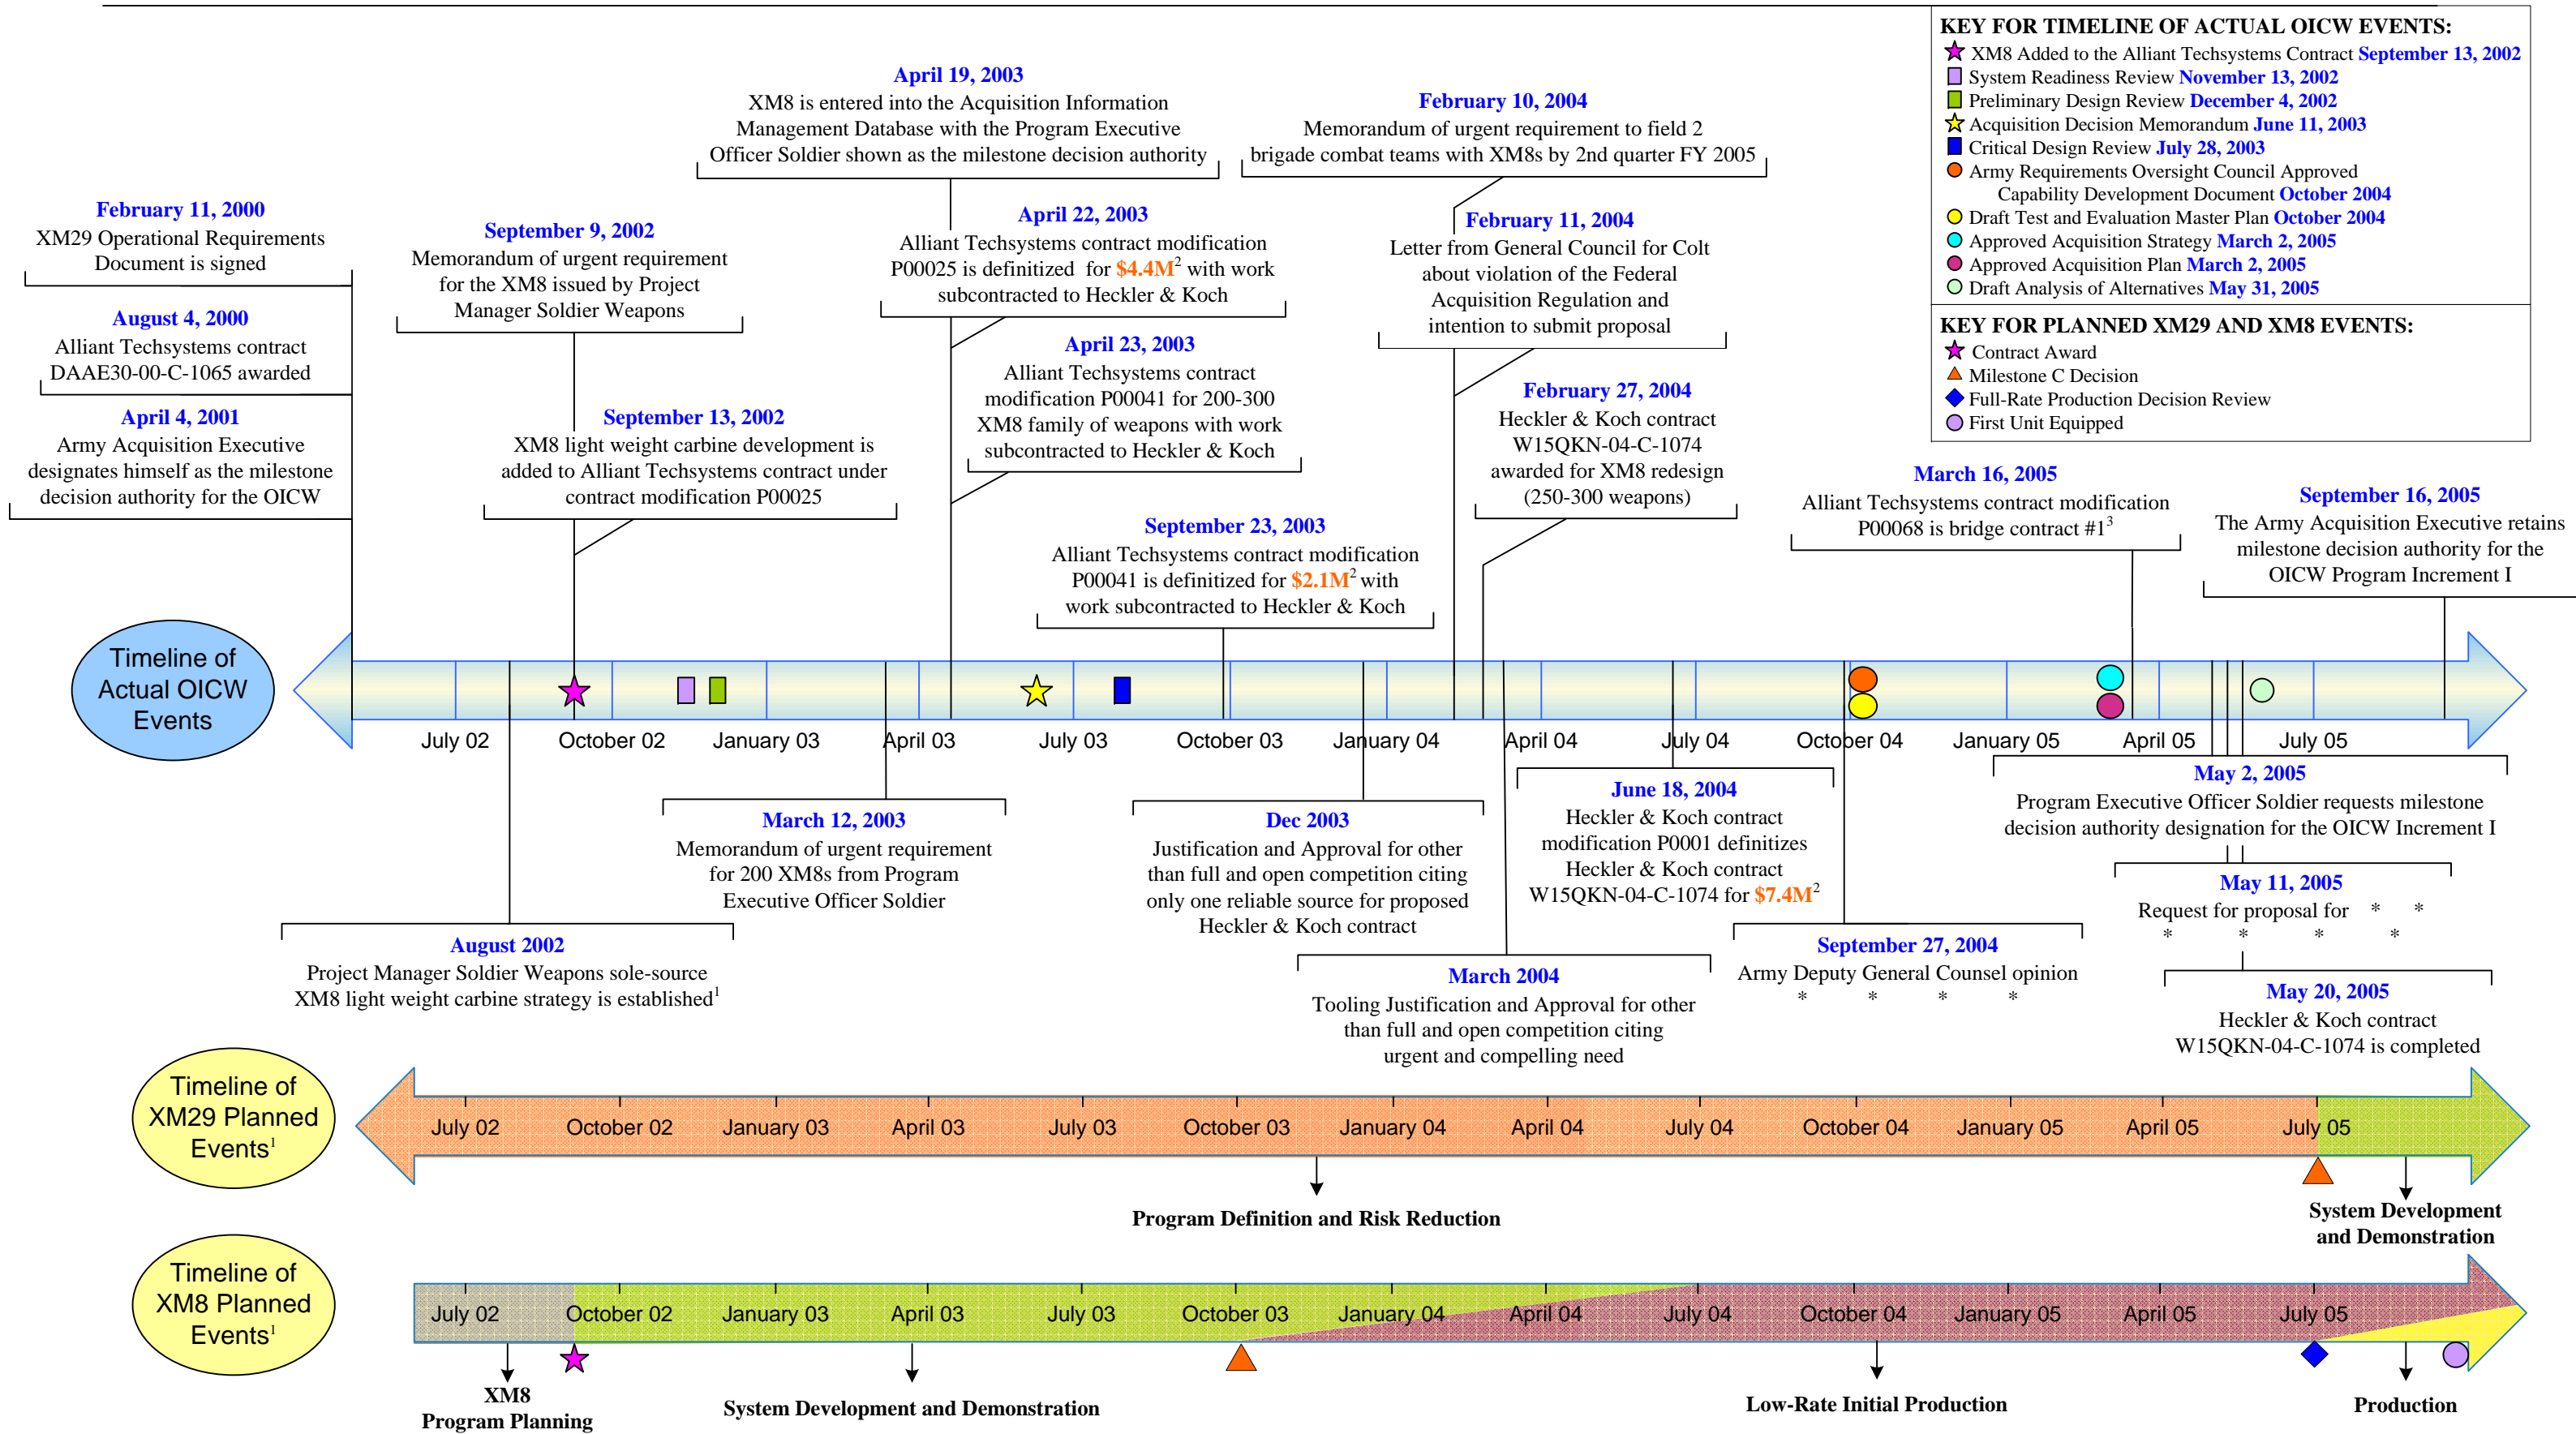 KEY FOR TIMELINE OF ACTUAL OICW EVENTS:
XM8 Added to the Alliant Techsystems Contract September 13, 2002
System Readiness Review November 13, 2002
Preliminary Design Review December 4, 2002
Acquisition Decision Memorandum June 11, 2003
Critical Design Review July 28, 2003
Army Requirements Oversight Council Approved
Capability Development Document October 2004
Draft Test and Evaluation Master Plan October 2004
Approved Acquisition Strategy March 2, 2005
Approved Acquisition Plan March 2, 2005
Draft Analysis of Alternatives May 31, 2005
KEY FOR PLANNED XM29 AND XM8 EVENTS:
Contract Award
Milestone C Decision
Full-Rate Production Decision Review
First Unit Equipped
February 11, 2000
XM29 Operational Requirements
Document is signed
August 4, 2000
Alliant Techsystems contract
DAAE30-00-C-1065 awarded
April 4, 2001
Army Acquisition Executive
designates himself as the milestone
decision authority for the OICW
September 9, 2002
Memorandum of urgent requirement
for the XM8 issued by Project
Manager Soldier Weapons
September 13, 2002
XM8 light weight carbine development is
added to Alliant Techsystems contract under
contract modification P00025
April 19, 2003
XM8 is entered into the Acquisition Information
Management Database with the Program Executive
Officer Soldier shown as the milestone decision authority
April 22, 2003
Alliant Techsystems contract modification
P00025 is definitized for $4.4M2 with work
subcontracted to Heckler & Koch
April 23, 2003
Alliant Techsystems contract
modification P00041 for 200-300
XM8 family of weapons with work
subcontracted to Heckler & Koch
September 23, 2003
Alliant Techsystems contract modification
P00041 is definitized for $2.1M2 with
work subcontracted to Heckler & Koch
February 10, 2004
Memorandum of urgent requirement to field 2
brigade combat teams with XM8s by 2nd quarter FY 2005
February 11, 2004
Letter from General Council for Colt
about violation of the Federal
Acquisition Regulation and
intention to submit proposal
February 27, 2004
Heckler & Koch contract
W15QKN-04-C-1074
awarded for XM8 redesign
(250-300 weapons)
March 16, 2005
Alliant Techsystems contract modification
P00068 is bridge contract #13
September 16, 2005
The Army Acquisition Executive retains
milestone decision authority for the
OICW Program Increment I
Timeline of
Actual OICW
Events
July 02 October 02 January 03 April 03 July 03 October 03 January 04 April 04 July 04 October 04 January 05 April 05 July 05
August 2002
Project Manager Soldier Weapons sole-source
XM8 light weight carbine strategy is established1
March 12, 2003
Memorandum of urgent requirement
for 200 XM8s from Program
Executive Officer Soldier
Dec 2003
Justification and Approval for other
than full and open competition citing
only one reliable source for proposed
Heckler & Koch contract
March 2004
Tooling Justification and Approval for other
than full and open competition citing
urgent and compelling need
June 18, 2004
Heckler & Koch contract
modification P0001 definitizes
Heckler & Koch contract
W15QKN-04-C-1074 for $7.4M2
September 27, 2004
Army Deputy General Counsel opinion
* * * *
May 2, 2005
Program Executive Officer Soldier requests milestone
decision authority designation for the OICW Increment I
May 11, 2005
Request for proposal for * *
* * * *
May 20, 2005
Heckler & Koch contract
W15QKN-04-C-1074 is completed
Timeline of
XM29 Planned
Events1
July 02 October 02 January 03 April 03 July 03 October 03 January 04 April 04 July 04 October 04 January 05 April 05 July 05
Program Definition and Risk Reduction
System Development
and Demonstration
Timeline of
XM8 Planned
Events1
July 02 October 02 January 03 April 03 July 03 October 03 January 04 April 04 July 04 October 04 January 05 April 05 July 05
XM8
Program Planning
System Development and Demonstration
Low-Rate Initial Production
Production